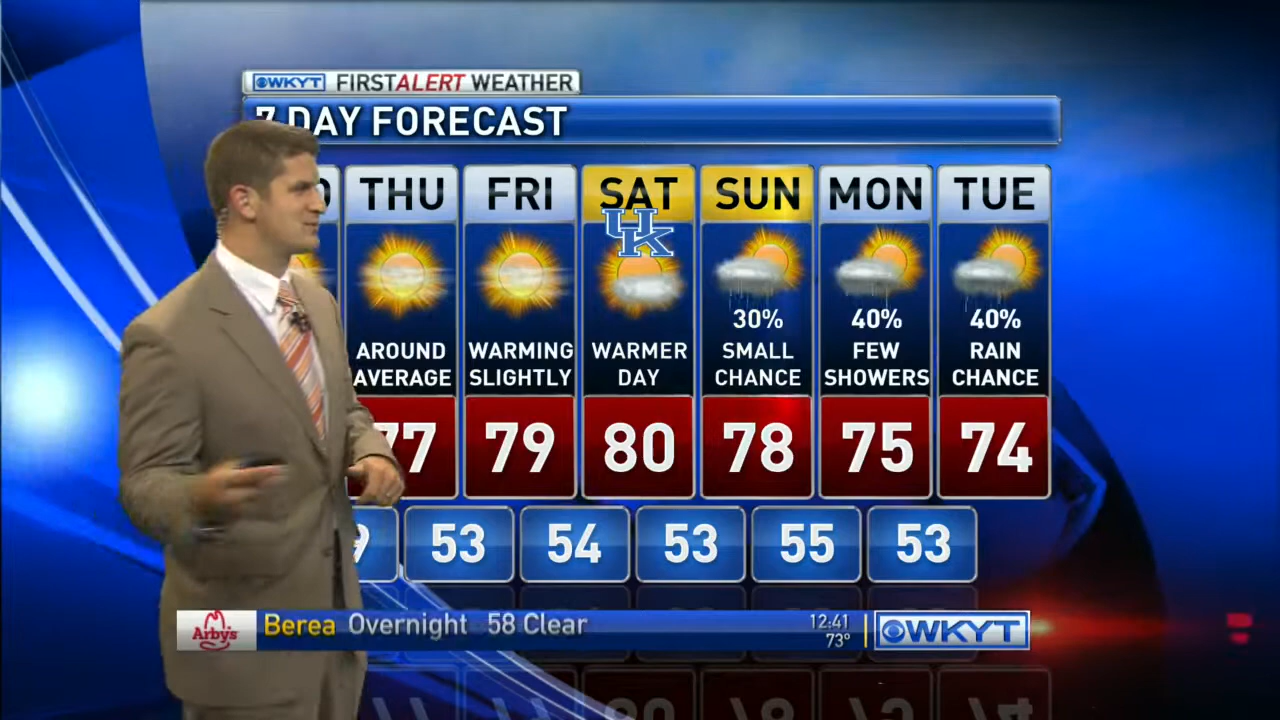 WKYT FIRSTALERT WEATHER
7 DAY FORECAST
THU FRI SAT SUN MON TUE
UK
30% 40% 40%
AROUND WARMING WARMER SMALL FEW RAIN
AVERAGE SLIGHTLY DAY CHANCE SHOWERS CHANCE
77 79 80 78 75 74
53 54 53 55 53
Arby's Berea Overnight 58 Clear 12:41 WKYT
73°